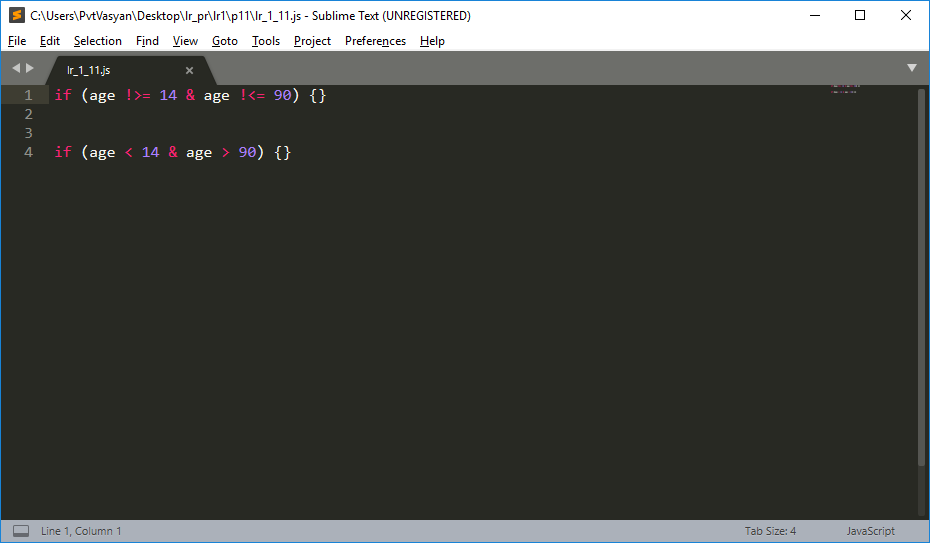 C:\Users\PvtVasyan\Desktop\lr_pr\lr1\p11\lr_1_11.js - Sublime Text (UNREGISTERED)
File Edit Selection Find View Goto Tools Project Preferences Help
lr_1_11.js
1 if (age !>= 14 & age !<= 90) {}
2
3
4 if (age < 14 & age > 90) {}
Line 1, Column 1 Tab Size: 4 JavaScript